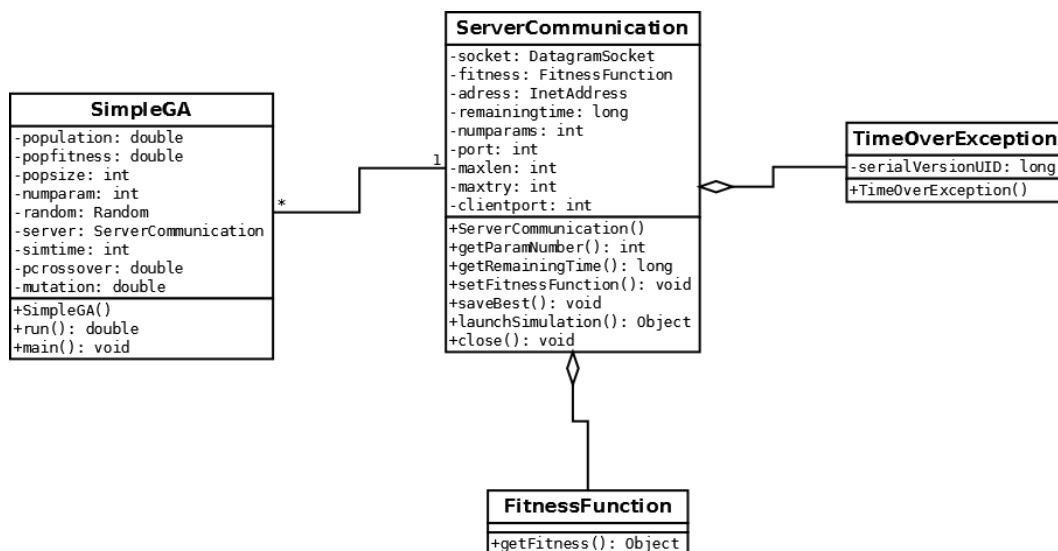 ServerCommunication
-socket: DatagramSocket
-fitness: FitnessFunction
-adress: InetAddress
-remainingtime: long
-numparams: int
-port: int
-maxlen: int
-maxtry: int
-clientport: int
+ServerCommunication()
+getParamNumber(): int
+getRemainingTime(): long
+setFitnessFunction(): void
+saveBest(): void
+launchSimulation(): Object
+close(): void
SimpleGA
-population: double
-popfitness: double
-popsize: int
-numparam: int
-random: Random
-server: ServerCommunication
-simtime: int
-pcrossover: double
-mutation: double
+SimpleGA()
+run(): double
+main(): void
*
1
TimeOverException
-serialVersionUID: long
+TimeOverException()
FitnessFunction
+getFitness(): Object